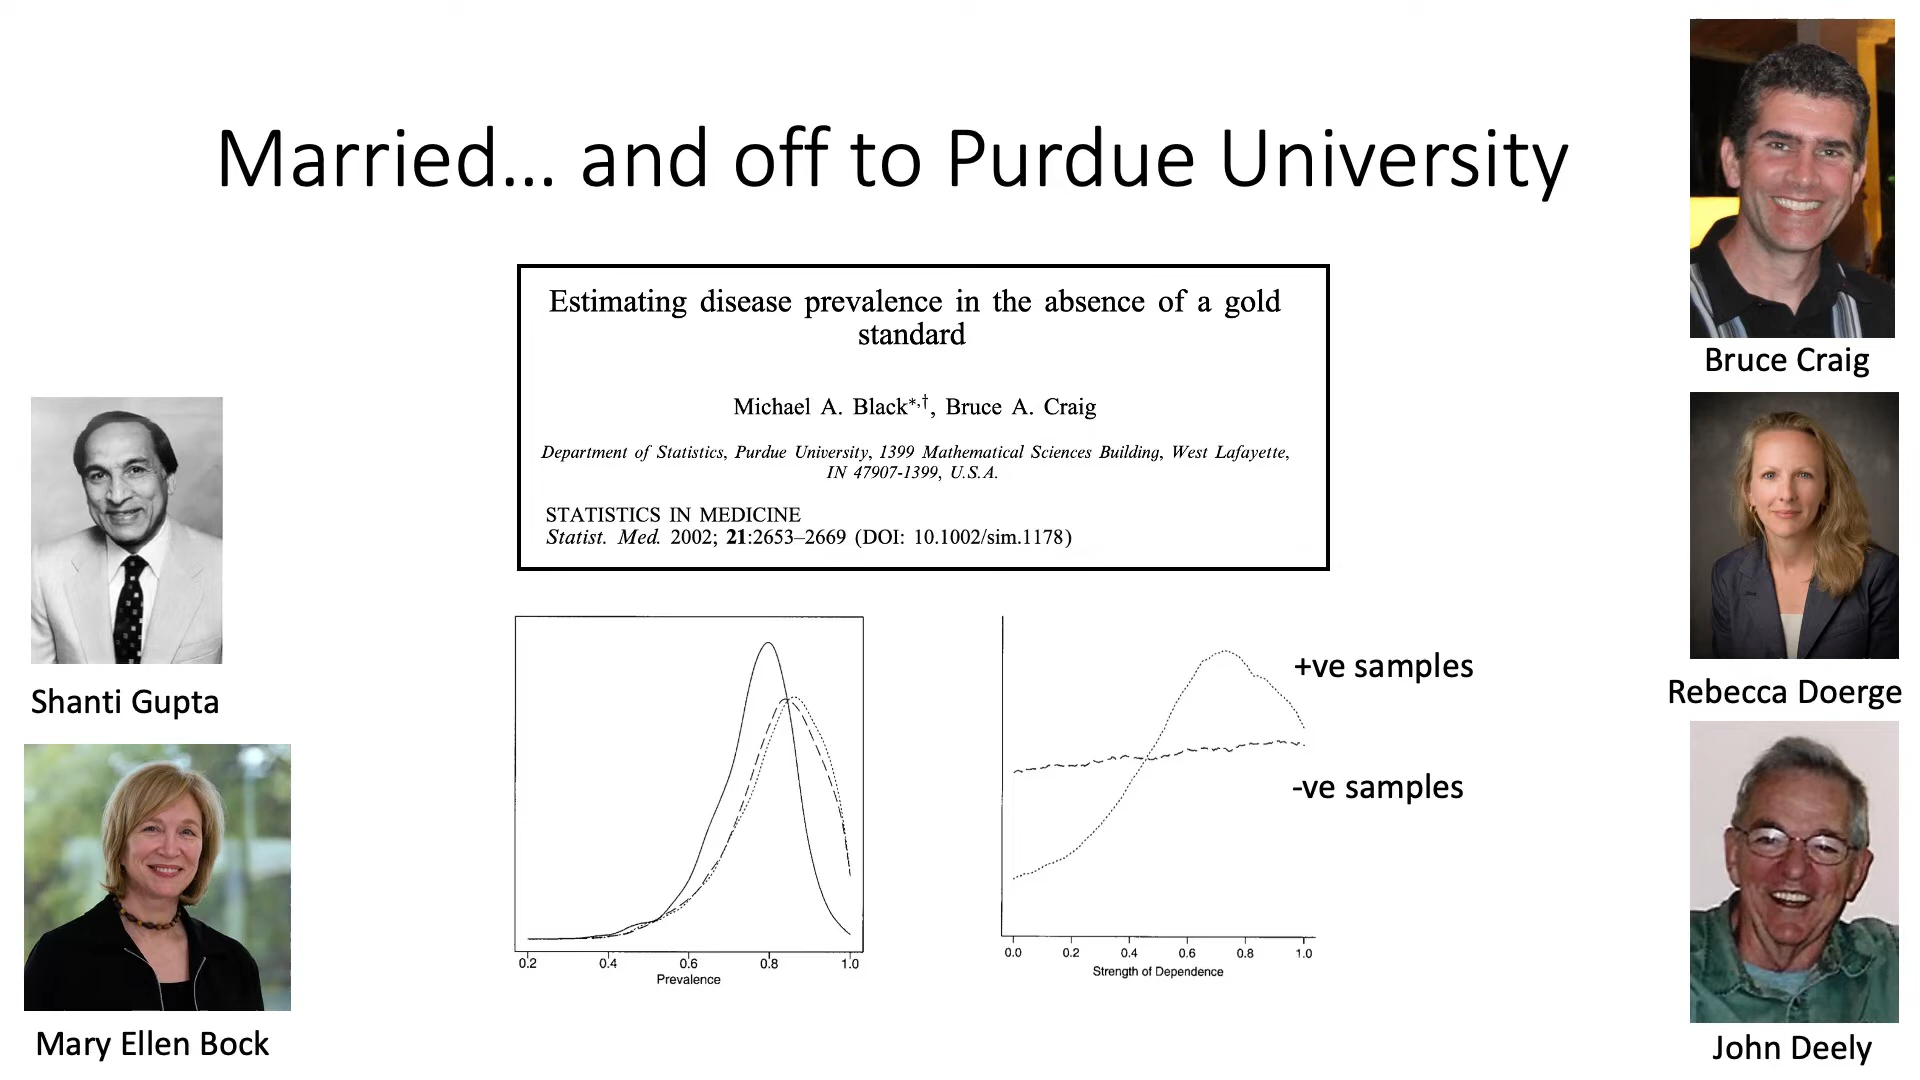 Married... and off to Purdue University
Estimating disease prevalence in the absence of a gold
standard
Michael A. Black*,†, Bruce A. Craig
Department of Statistics, Purdue University, 1399 Mathematical Sciences Building, West Lafayette,
IN 47907-1399, U.S.A.
STATISTICS IN MEDICINE
Statist. Med. 2002; 21:2653–2669 (DOI: 10.1002/sim.1178)
Shanti Gupta
Mary Ellen Bock
0.2 0.4 0.6 0.8 1.0
Prevalence
+ve samples
-ve samples
0.0 0.2 0.4 0.6 0.8 1.0
Strength of Dependence
Bruce Craig
Rebecca Doerge
John Deely